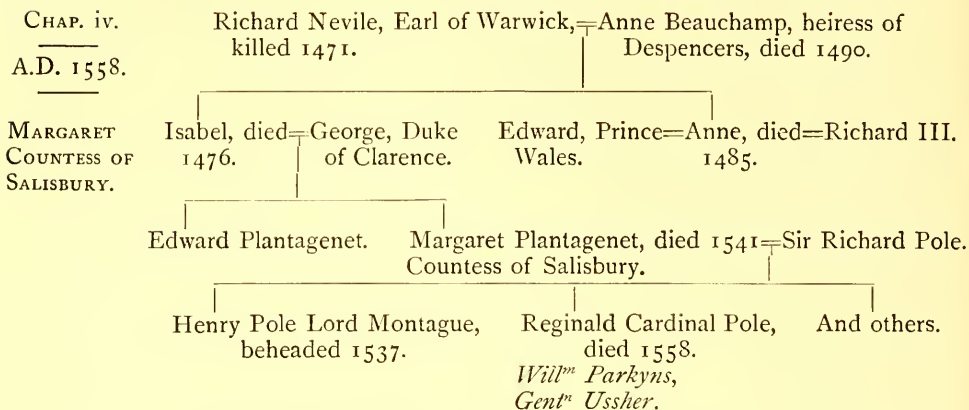 CHAP. iv.
A.D. 1558.
MARGARET
COUNTESS OF
SALISBURY.
Richard Nevile, Earl of Warwick,=Anne Beauchamp, heiress of
killed 1471. Despencers, died 1490.
Isabel, died=George, Duke Edward, Prince=Anne, died=Richard III.
1476. of Clarence. Wales. 1485.
Edward Plantagenet. Margaret Plantagenet, died 1541=Sir Richard Pole.
Countess of Salisbury.
Henry Pole Lord Montague, Reginald Cardinal Pole, And others.
beheaded 1537. died 1558.
Willᵐ Parkyns,
Gentⁿ Ussher.